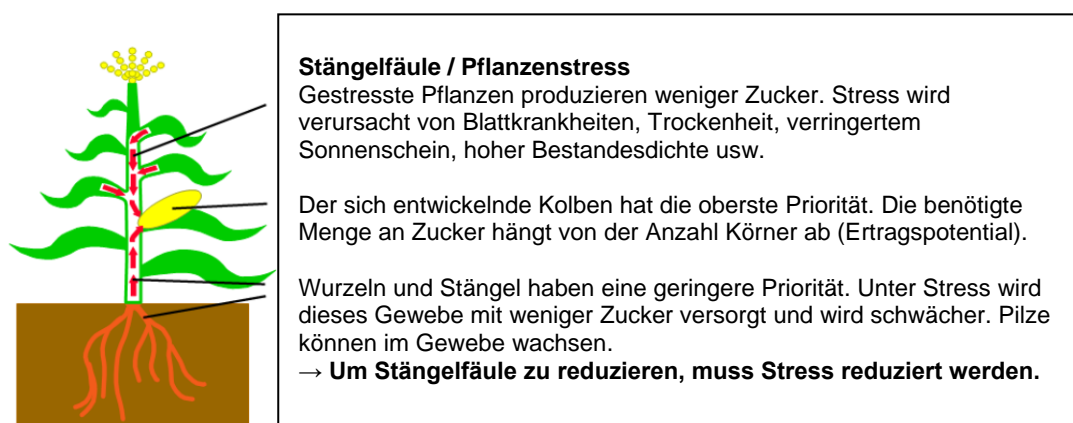 Stängelfäule / Pflanzenstress
Gestresste Pflanzen produzieren weniger Zucker. Stress wird
verursacht von Blattkrankheiten, Trockenheit, verringertem
Sonnenschein, hoher Bestandesdichte usw.
Der sich entwickelnde Kolben hat die oberste Priorität. Die benötigte
Menge an Zucker hängt von der Anzahl Körner ab (Ertragspotential).
Wurzeln und Stängel haben eine geringere Priorität. Unter Stress wird
dieses Gewebe mit weniger Zucker versorgt und wird schwächer. Pilze
können im Gewebe wachsen.
→ Um Stängelfäule zu reduzieren, muss Stress reduziert werden.